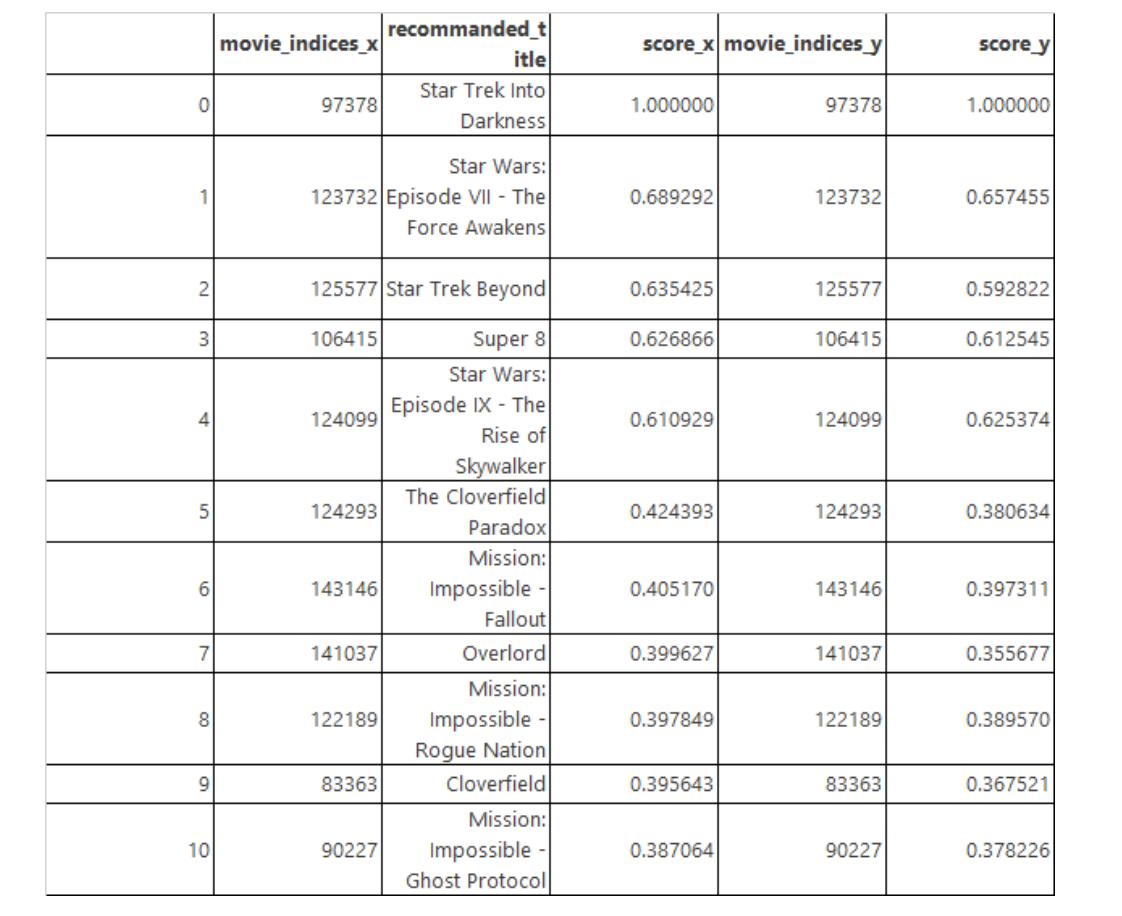 movie_indices_x recommanded_t
itle score_x movie_indices_y score_y
0 97378 Star Trek Into
Darkness 1.000000 97378 1.000000
1 123732 Star Wars:
Episode VII - The
Force Awakens 0.689292 123732 0.657455
2 125577 Star Trek Beyond 0.635425 125577 0.592822
3 106415 Super 8 0.626866 106415 0.612545
4 124099 Star Wars:
Episode IX - The
Rise of
Skywalker 0.610929 124099 0.625374
5 124293 The Cloverfield
Paradox 0.424393 124293 0.380634
6 143146 Mission:
Impossible -
Fallout 0.405170 143146 0.397311
7 141037 Overlord 0.399627 141037 0.355677
8 122189 Mission:
Impossible -
Rogue Nation 0.397849 122189 0.389570
9 83363 Cloverfield 0.395643 83363 0.367521
10 90227 Mission:
Impossible -
Ghost Protocol 0.387064 90227 0.378226